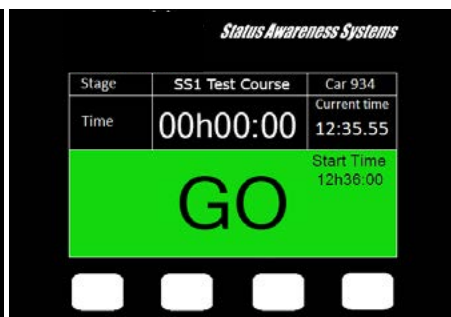 Status Awareness Systems
Stage SS1 Test Course Car 934
Time 00h00:00 Current time
12:35.55
GO Start Time
12h36:00